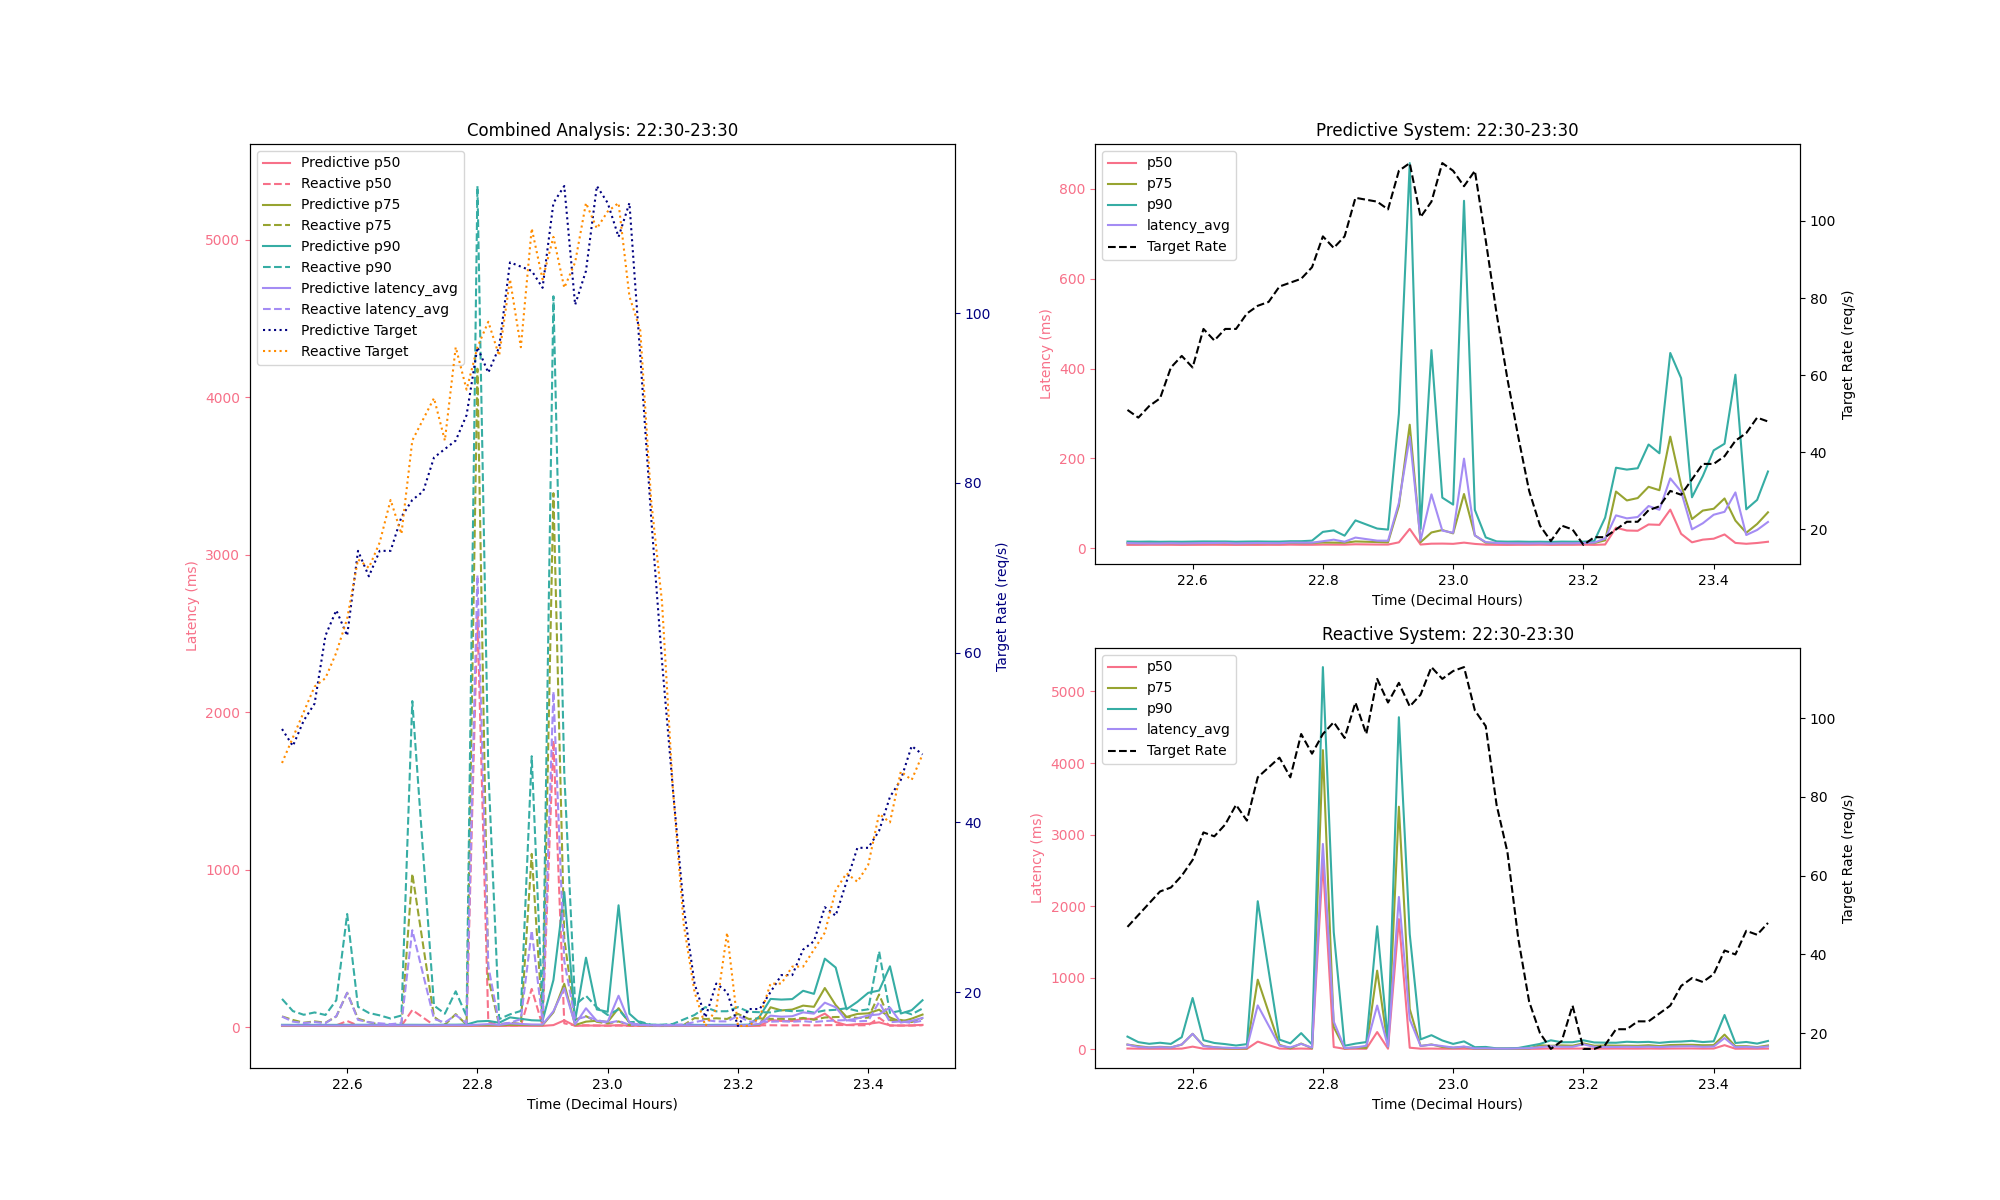 Combined Analysis: 22:30-23:30
Predictive p50
Reactive p50
Predictive p75
Reactive p75
Predictive p90
Reactive p90
Predictive latency_avg
Reactive latency_avg
Predictive Target
Reactive Target
5000
4000
3000
2000
1000
0
Latency (ms)
100
80
60
40
20
Target Rate (req/s)
22.6 22.8 23.0 23.2 23.4
Time (Decimal Hours)
Predictive System: 22:30-23:30
p50
p75
p90
latency_avg
Target Rate
800
600
400
200
0
Latency (ms)
100
80
60
40
20
Target Rate (req/s)
22.6 22.8 23.0 23.2 23.4
Time (Decimal Hours)
Reactive System: 22:30-23:30
p50
p75
p90
latency_avg
Target Rate
5000
4000
3000
2000
1000
0
Latency (ms)
100
80
60
40
20
Target Rate (req/s)
22.6 22.8 23.0 23.2 23.4
Time (Decimal Hours)